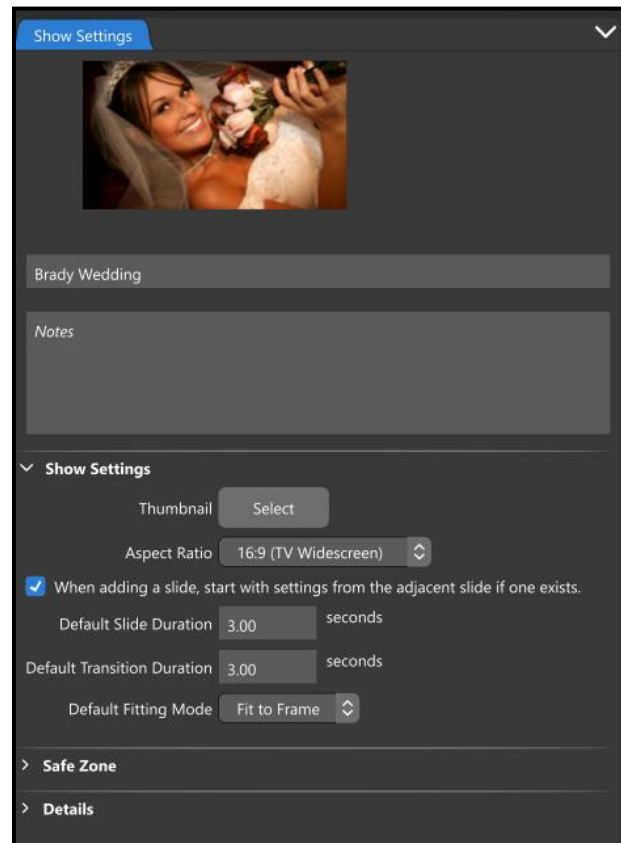 Show Settings
Brady Wedding
Notes
Show Settings
Thumbnail Select
Aspect Ratio 16:9 (TV Widescreen)
When adding a slide, start with settings from the adjacent slide if one exists.
Default Slide Duration 3.00 seconds
Default Transition Duration 3.00 seconds
Default Fitting Mode Fit to Frame
Safe Zone
Details